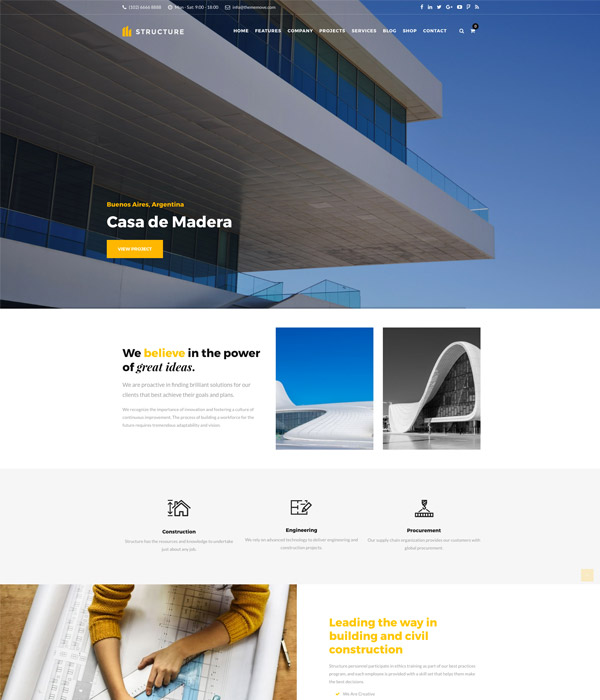 (102) 6666 8888 Mon - Sat: 9:00 - 18:00 info@thememove.com
STRUCTURE
HOME FEATURES COMPANY PROJECTS SERVICES BLOG SHOP CONTACT
0
Buenos Aires, Argentina
Casa de Madera
VIEW PROJECT
We believe in the power
of great ideas.
We are proactive in finding brilliant solutions for our
clients that best achieve their goals and plans.
We recognize the importance of innovation and fostering a culture of
continuous improvement. The process of building a workforce for the
future requires tremendous adaptability and vision.
Construction
Structure has the resources and knowledge to undertake
just about any job.
Engineering
We rely on advanced technology to deliver engineering and
construction projects.
Procurement
Our supply chain organization provides our customers with
global procurement.
Leading the way in
building and civil
construction
Structure personnel participate in ethics training as part of our best practices
program, and each employee is provided with a skill set that helps them make
the best decisions.
We Are Creative